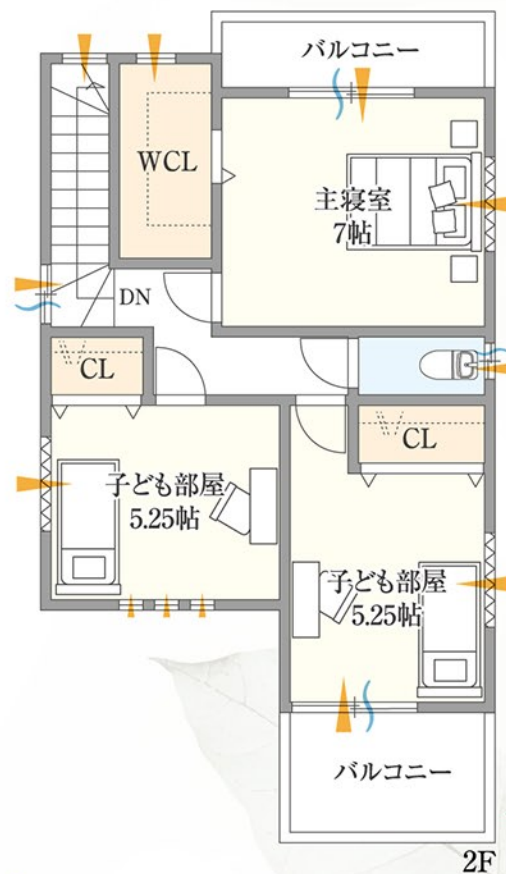 バルコニー
WCL
主寝室
7帖
DN
CL
CL
子ども部屋
5.25帖
子ども部屋
5.25帖
バルコニー
2F